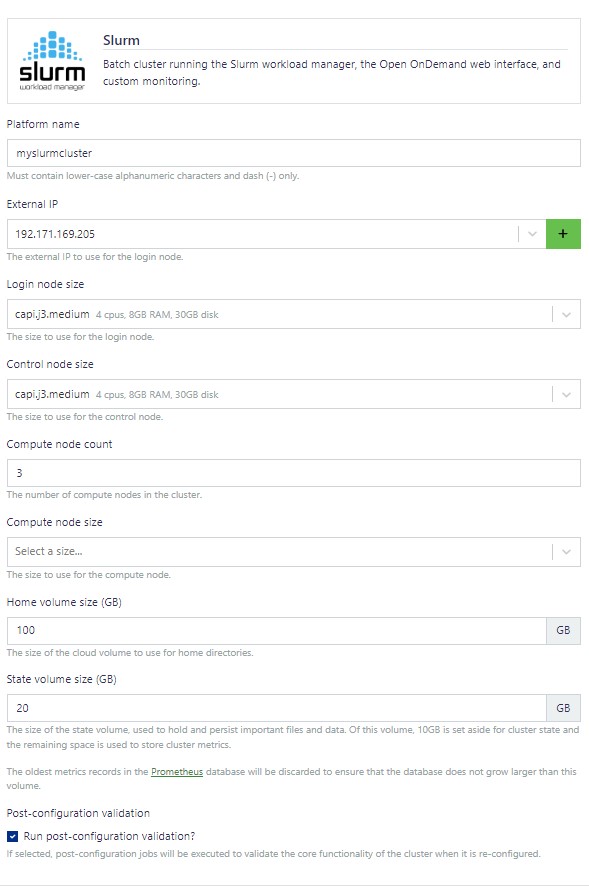 slurm
workload manager
Slurm
Batch cluster running the Slurm workload manager, the Open OnDemand web interface, and
custom monitoring.
Platform name
myslurmcluster
Must contain lower-case alphanumeric characters and dash (-) only.
External IP
192.171.169.205
+
The external IP to use for the login node.
Login node size
capi.j3.medium 4 cpus, 8GB RAM, 30GB disk
The size to use for the login node.
Control node size
capi.j3.medium 4 cpus, 8GB RAM, 30GB disk
The size to use for the control node.
Compute node count
3
The number of compute nodes in the cluster.
Compute node size
Select a size...
The size to use for the compute node.
Home volume size (GB)
100 GB
The size of the cloud volume to use for home directories.
State volume size (GB)
20 GB
The size of the state volume, used to hold and persist important files and data. Of this volume, 10GB is set aside for cluster state and
the remaining space is used to store cluster metrics.
The oldest metrics records in the Prometheus database will be discarded to ensure that the database does not grow larger than this
volume.
Post-configuration validation
Run post-configuration validation?
If selected, post-configuration jobs will be executed to validate the core functionality of the cluster when it is re-configured.